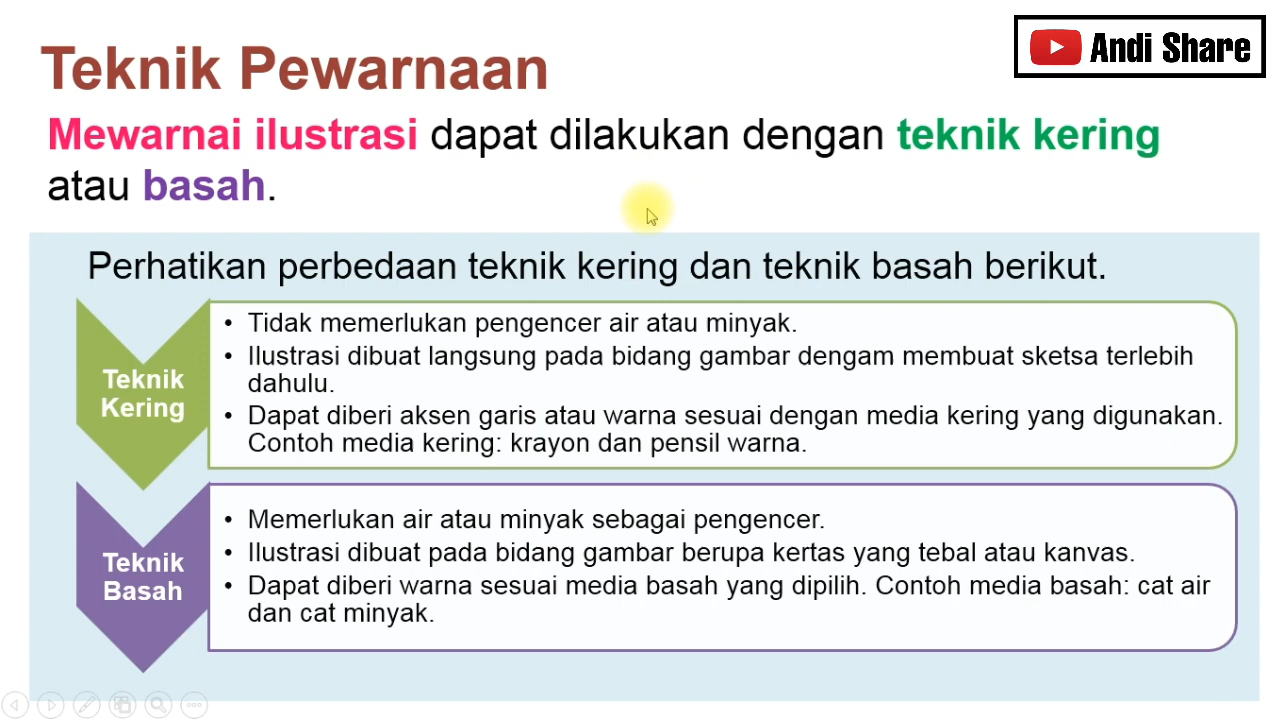 Andi Share
Teknik Pewarnaan
Mewarnai ilustrasi dapat dilakukan dengan teknik kering
atau basah.
Perhatikan perbedaan teknik kering dan teknik basah berikut.
Teknik
Kering
• Tidak memerlukan pengencer air atau minyak.
• Ilustrasi dibuat langsung pada bidang gambar dengam membuat sketsa terlebih
dahulu.
• Dapat diberi aksen garis atau warna sesuai dengan media kering yang digunakan.
Contoh media kering: krayon dan pensil warna.
Teknik
Basah
• Memerlukan air atau minyak sebagai pengencer.
• Ilustrasi dibuat pada bidang gambar berupa kertas yang tebal atau kanvas.
• Dapat diberi warna sesuai media basah yang dipilih. Contoh media basah: cat air
dan cat minyak.